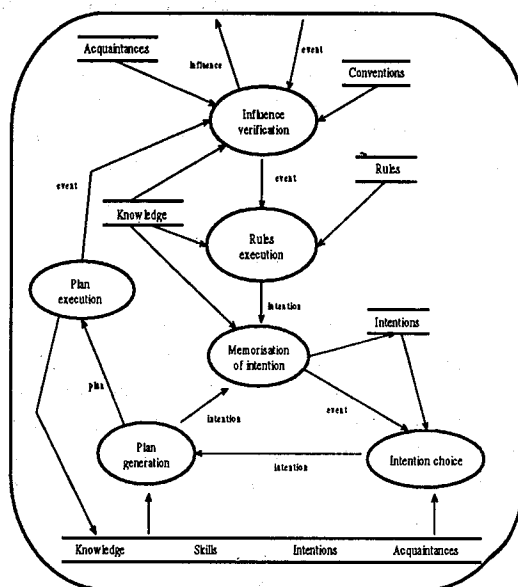 Acquaintances
influence
event
Conventions
Influence
verification
event
event
Rules
Knowledge
Rules
execution
Plan
execution
intention
Intentions
Memorisation
of intention
plan
intention
event
Plan
generation
intention
Intention choice
Knowledge Skills Intentions Acquaintances